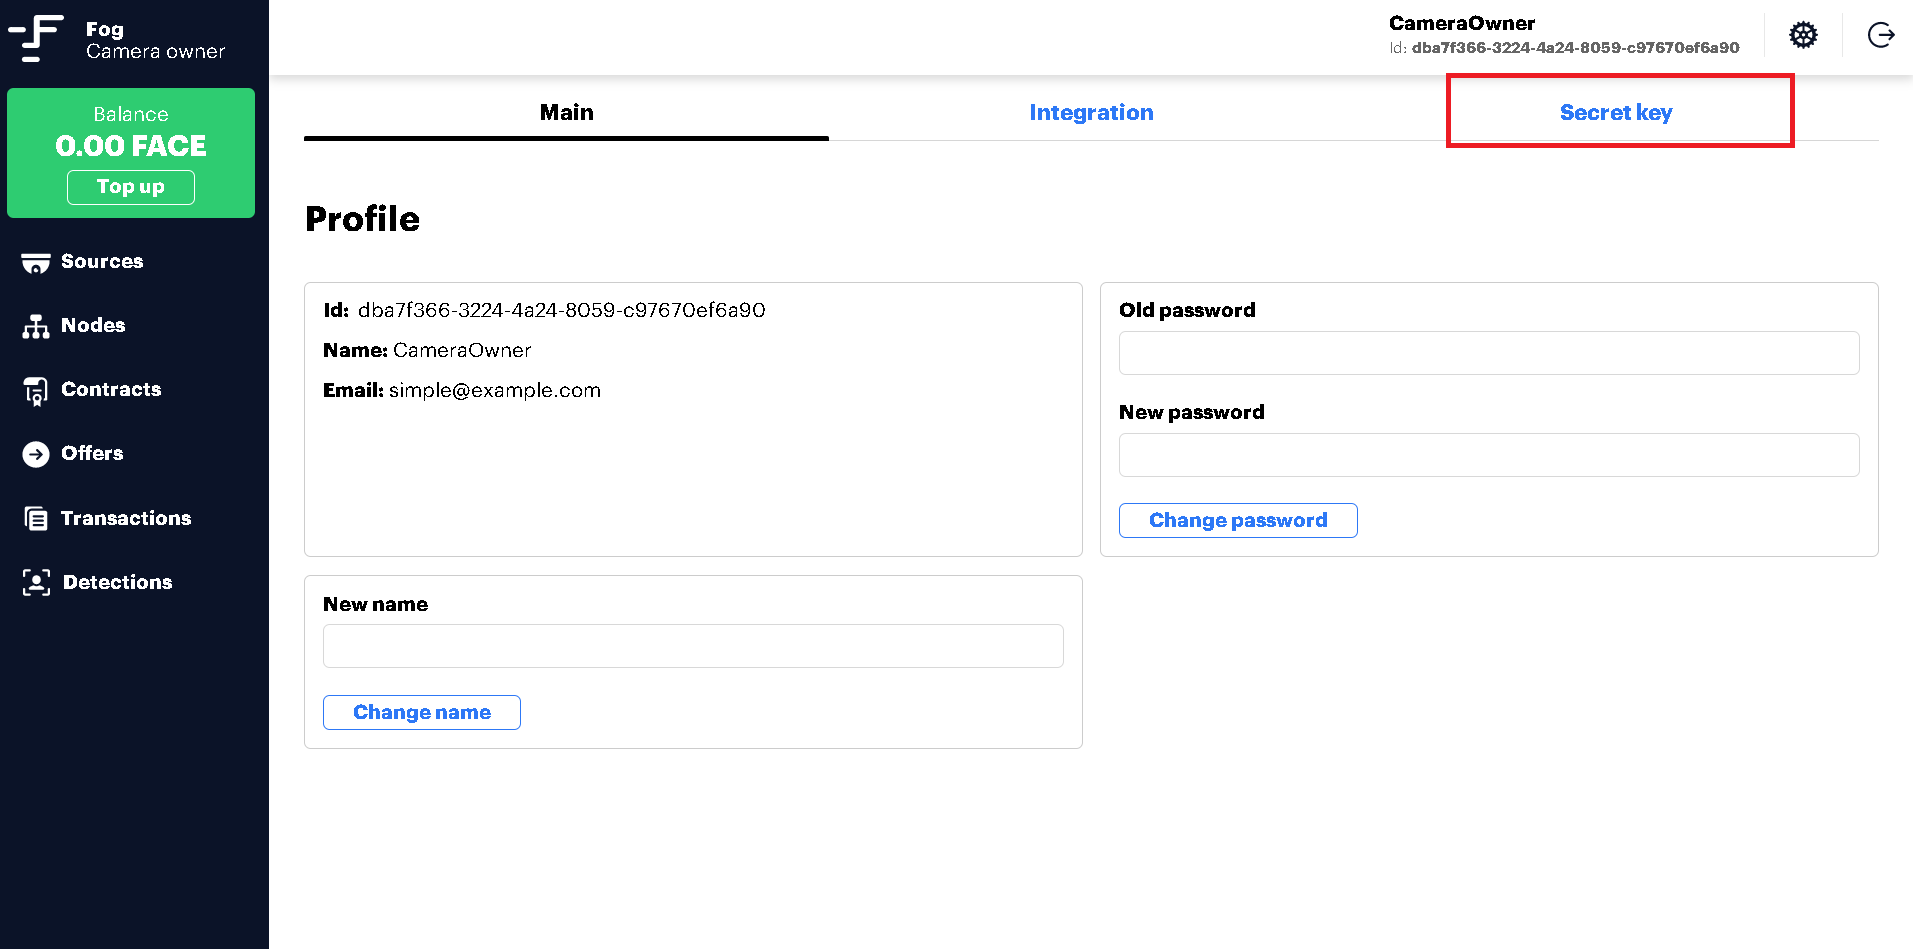 Fog
Camera owner
Balance
0.00 FACE
Top up
Sources
Nodes
Contracts
Offers
Transactions
Detections
CameraOwner
Id: dba7f366-3224-4a24-8059-c97670ef6a90
Main
Integration
Secret key
Profile
Id: dba7f366-3224-4a24-8059-c97670ef6a90
Name: CameraOwner
Email: simple@example.com
Old password
New password
Change password
New name
Change name